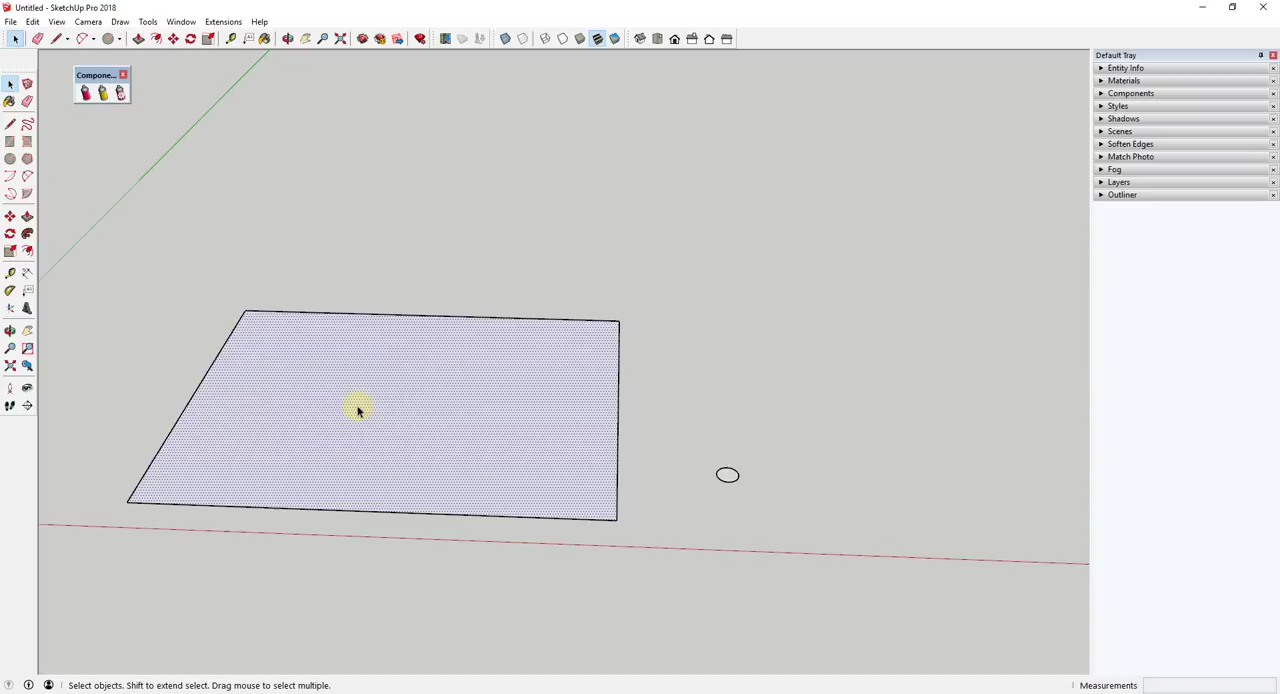 Untitled - SketchUp Pro 2018
File Edit View Camera Draw Tools Window Extensions Help
Default Tray
Entity Info
Materials
Components
Styles
Shadows
Scenes
Soften Edges
Match Photo
Fog
Layers
Outliner
Compone...
Select objects. Shift to extend select. Drag mouse to select multiple.
Measurements